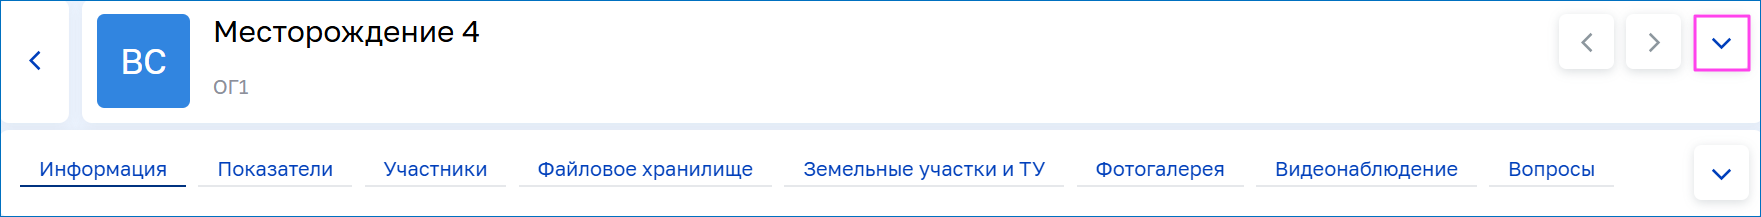 ВС
Месторождение 4
ОГ1
Информация Показатели Участники Файловое хранилище Земельные участки и ТУ Фотогалерея Видеонаблюдение Вопросы